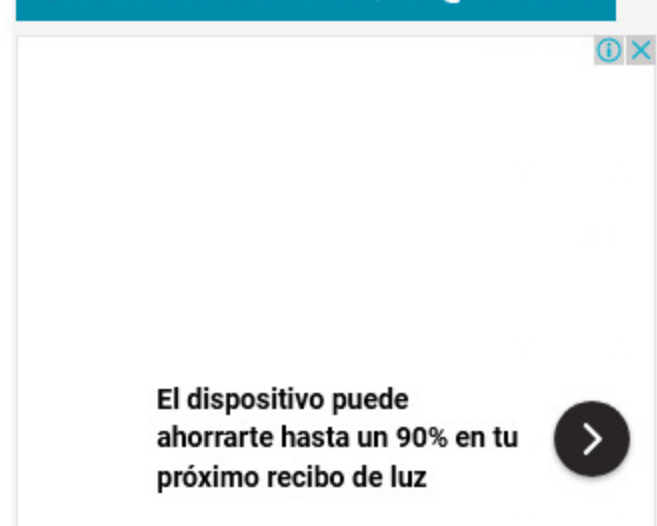 El dispositivo puede
ahorrarte hasta un 90% en tu
próximo recibo de luz